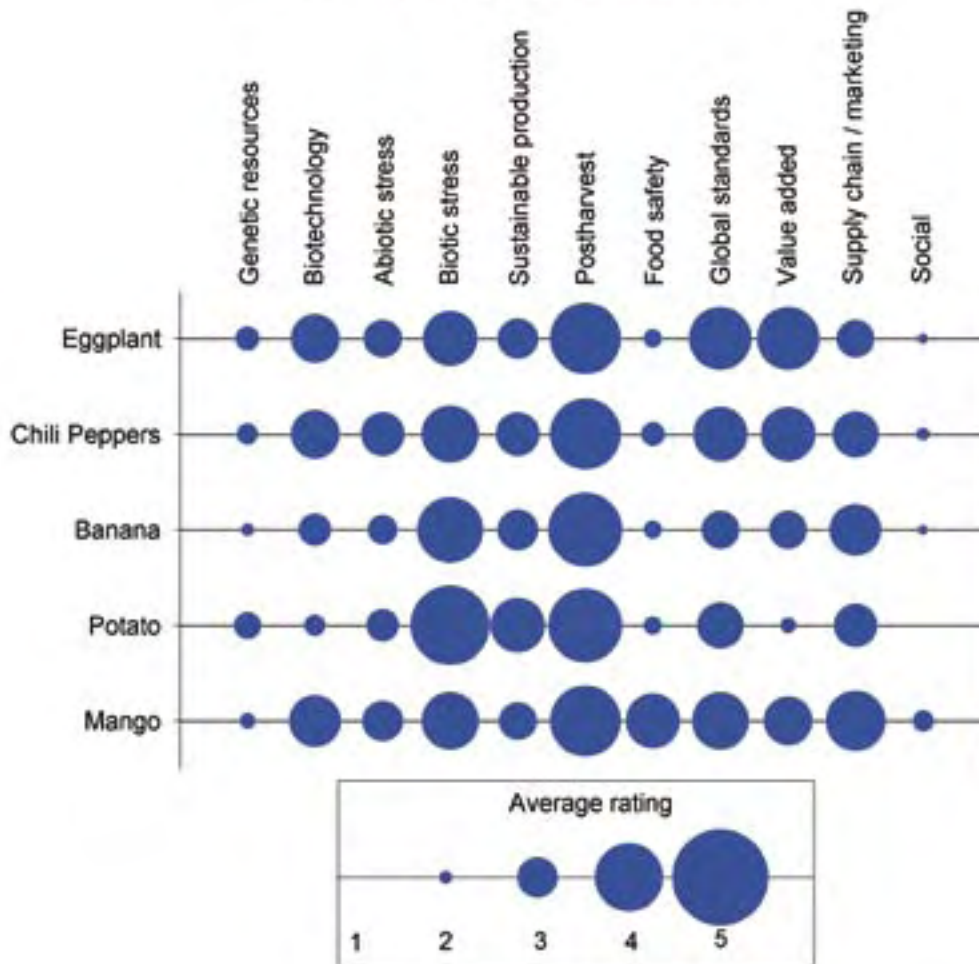 Genetic resources
Biotechnology
Abiotic stress
Biotic stress
Sustainable production
Postharvest
Food safety
Global standards
Value added
Supply chain / marketing
Social
Eggplant
Chili Peppers
Banana
Potato
Mango
Average rating
1 2 3 4 5